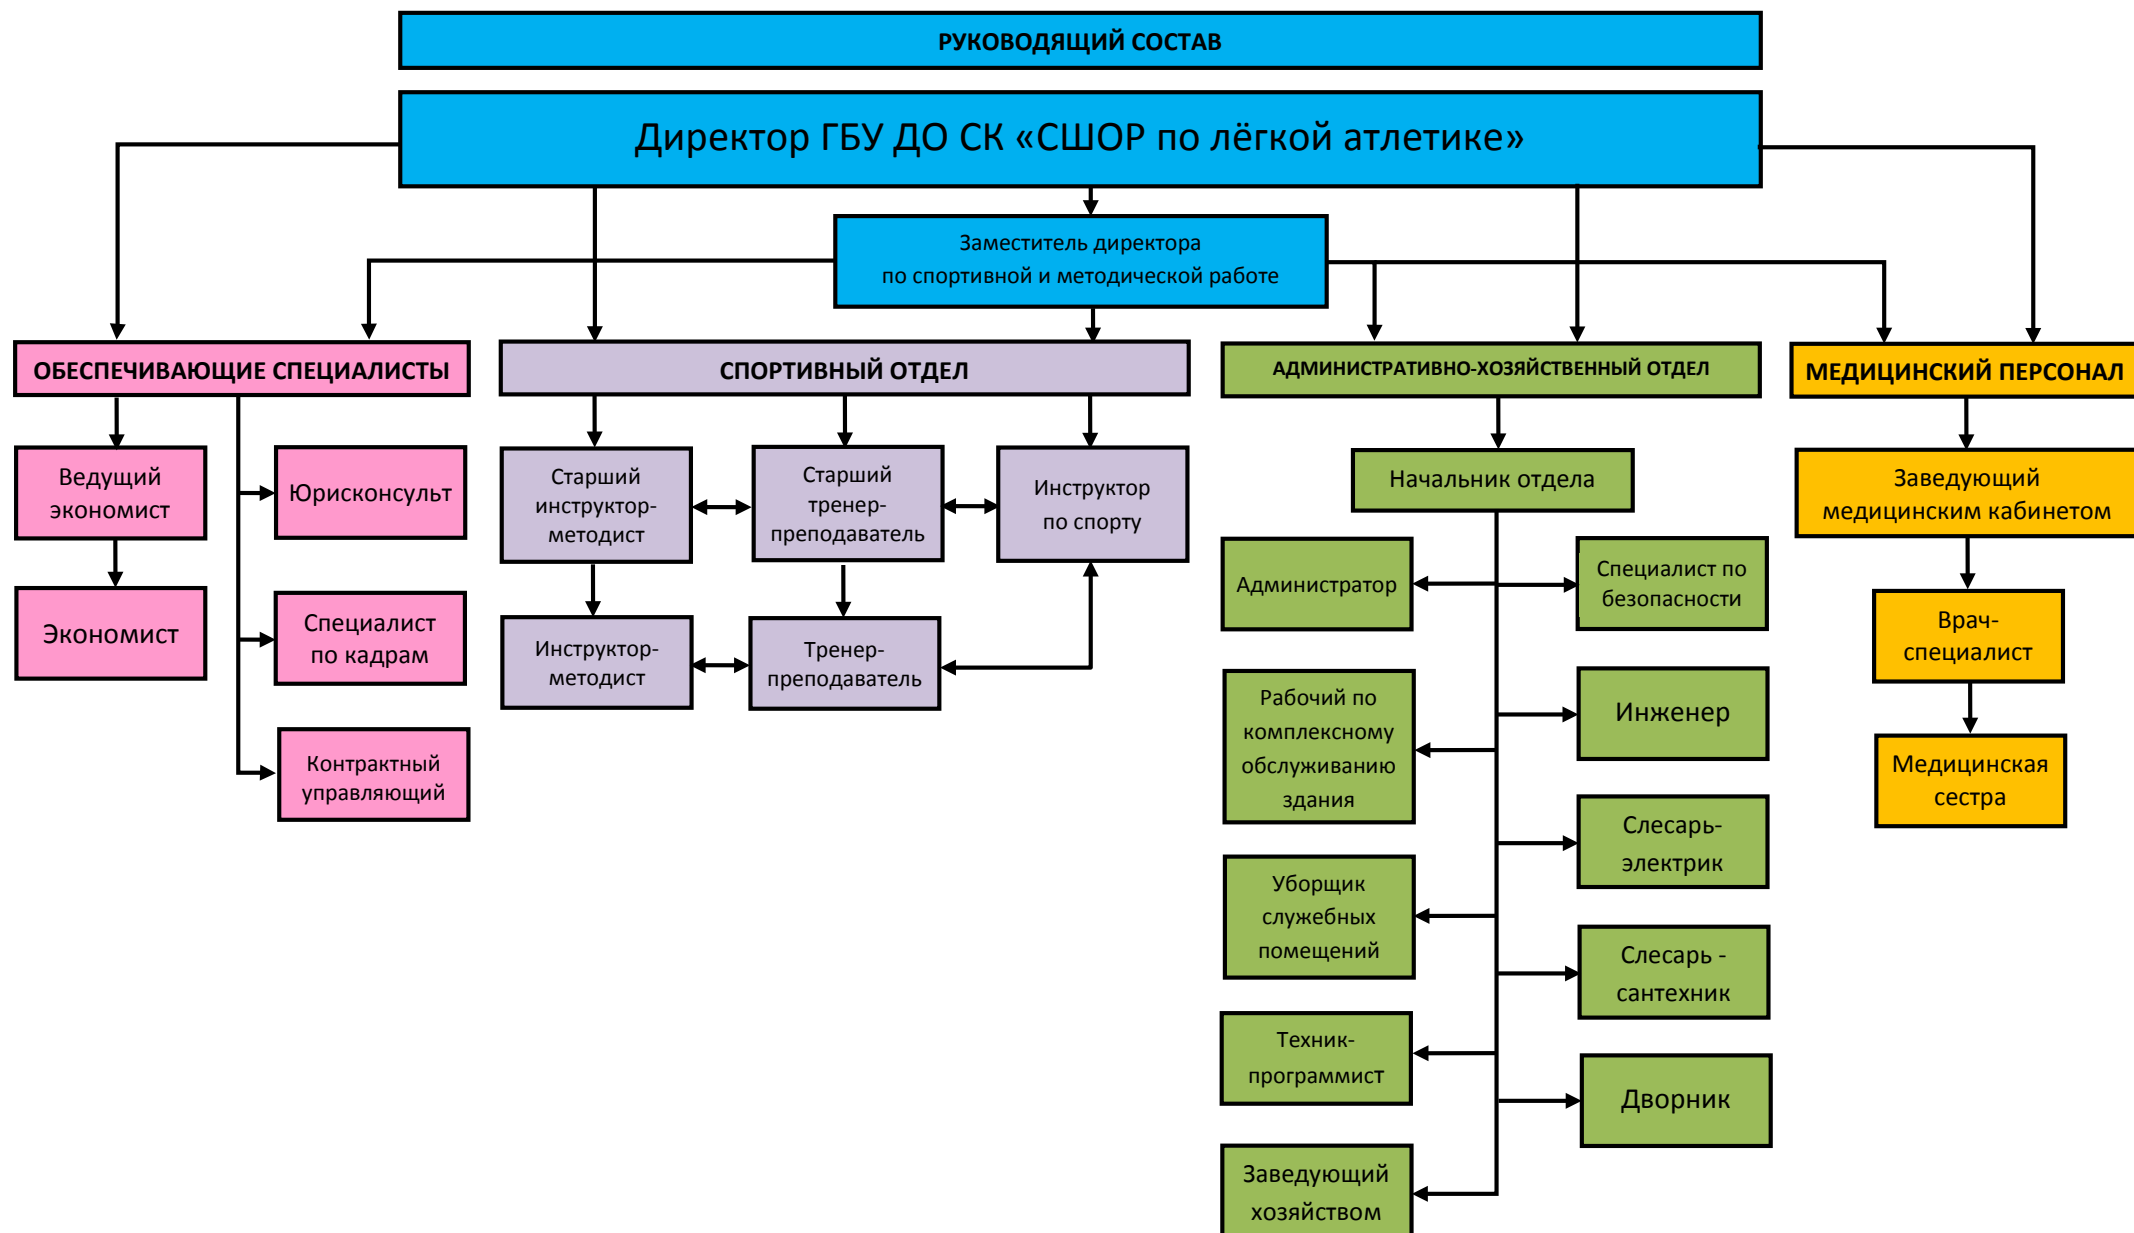 РУКОВОДЯЩИЙ СОСТАВ
Директор ГБУ ДО СК «СШОР по лёгкой атлетике»
Заместитель директора
по спортивной и методической работе
ОБЕСПЕЧИВАЮЩИЕ СПЕЦИАЛИСТЫ
Ведущий
экономист
Экономист
Юрисконсульт
Специалист
по кадрам
Контрактный
управляющий
СПОРТИВНЫЙ ОТДЕЛ
Старший
инструктор-
методист
Старший
тренер-
преподаватель
Инструктор
по спорту
Инструктор-
методист
Тренер-
преподаватель
АДМИНИСТРАТИВНО-ХОЗЯЙСТВЕННЫЙ ОТДЕЛ
Начальник отдела
Администратор
Рабочий по
комплексному
обслуживанию
здания
Уборщик
служебных
помещений
Техник-
программист
Заведующий
хозяйством
Специалист по
безопасности
Инженер
Слесарь-
электрик
Слесарь -
сантехник
Дворник
МЕДИЦИНСКИЙ ПЕРСОНАЛ
Заведующий
медицинским кабинетом
Врач-
специалист
Медицинская
сестра